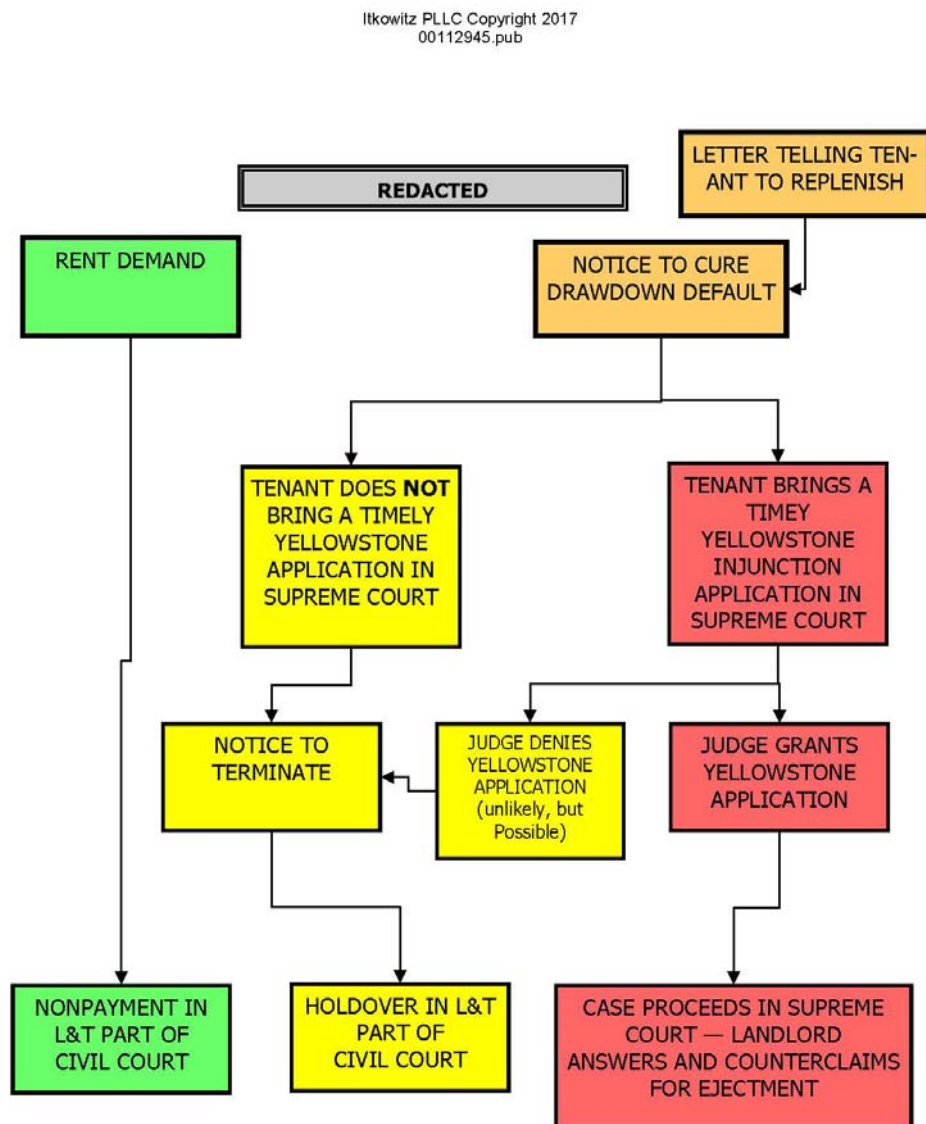 Itkowitz PLLC Copyright 2017
00112945.pub
LETTER TELLING TEN-
ANT TO REPLENISH
REDACTED
RENT DEMAND
NOTICE TO CURE
DRAWDOWN DEFAULT
TENANT DOES NOT
BRING A TIMELY
YELLOWSTONE
APPLICATION IN
SUPREME COURT
TENANT BRINGS A
TIMEY
YELLOWSTONE
INJUNCTION
APPLICATION IN
SUPREME COURT
NOTICE TO
TERMINATE
JUDGE DENIES
YELLOWSTONE
APPLICATION
(unlikely, but
Possible)
JUDGE GRANTS
YELLOWSTONE
APPLICATION
NONPAYMENT IN
L&T PART OF
CIVIL COURT
HOLDOVER IN L&T
PART OF
CIVIL COURT
CASE PROCEEDS IN SUPREME
COURT — LANDLORD
ANSWERS AND COUNTERCLAIMS
FOR EJECTMENT